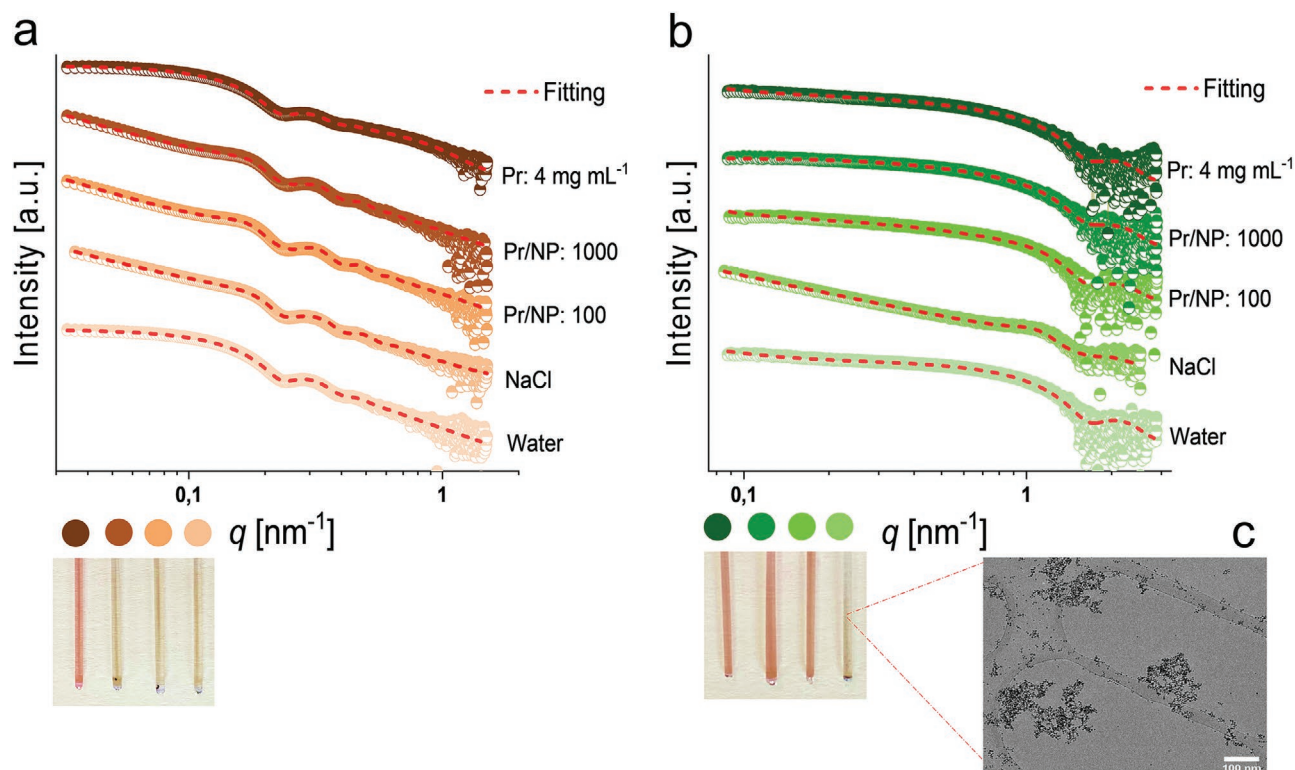 a
Fitting
Pr: 4 mg mL⁻¹
Pr/NP: 1000
Pr/NP: 100
NaCl
Water
Intensity [a.u.]
0,1
1
q [nm⁻¹]
b
Fitting
Pr: 4 mg mL⁻¹
Pr/NP: 1000
Pr/NP: 100
NaCl
Water
Intensity [a.u.]
0,1
1
q [nm⁻¹]
c
100 nm